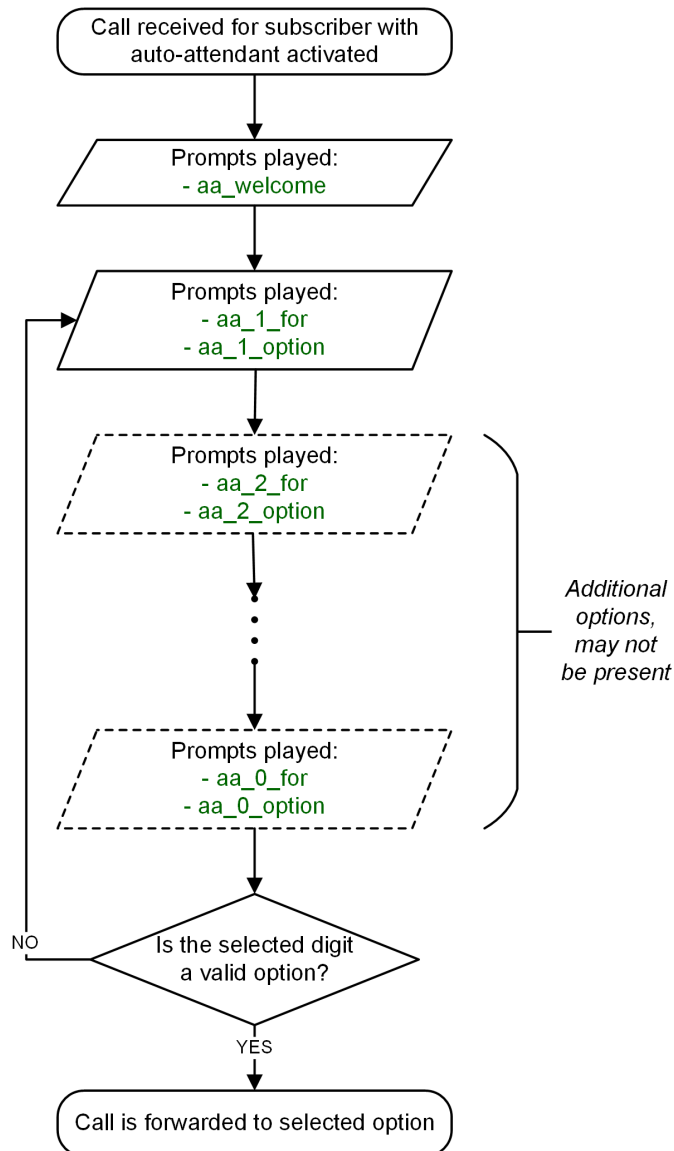 Call received for subscriber with
auto-attendant activated
Prompts played:
- aa_welcome
Prompts played:
- aa_1_for
- aa_1_option
Prompts played:
- aa_2_for
- aa_2_option
Additional
options,
may not
be present
Prompts played:
- aa_0_for
- aa_0_option
Is the selected digit
a valid option?
NO
YES
Call is forwarded to selected option